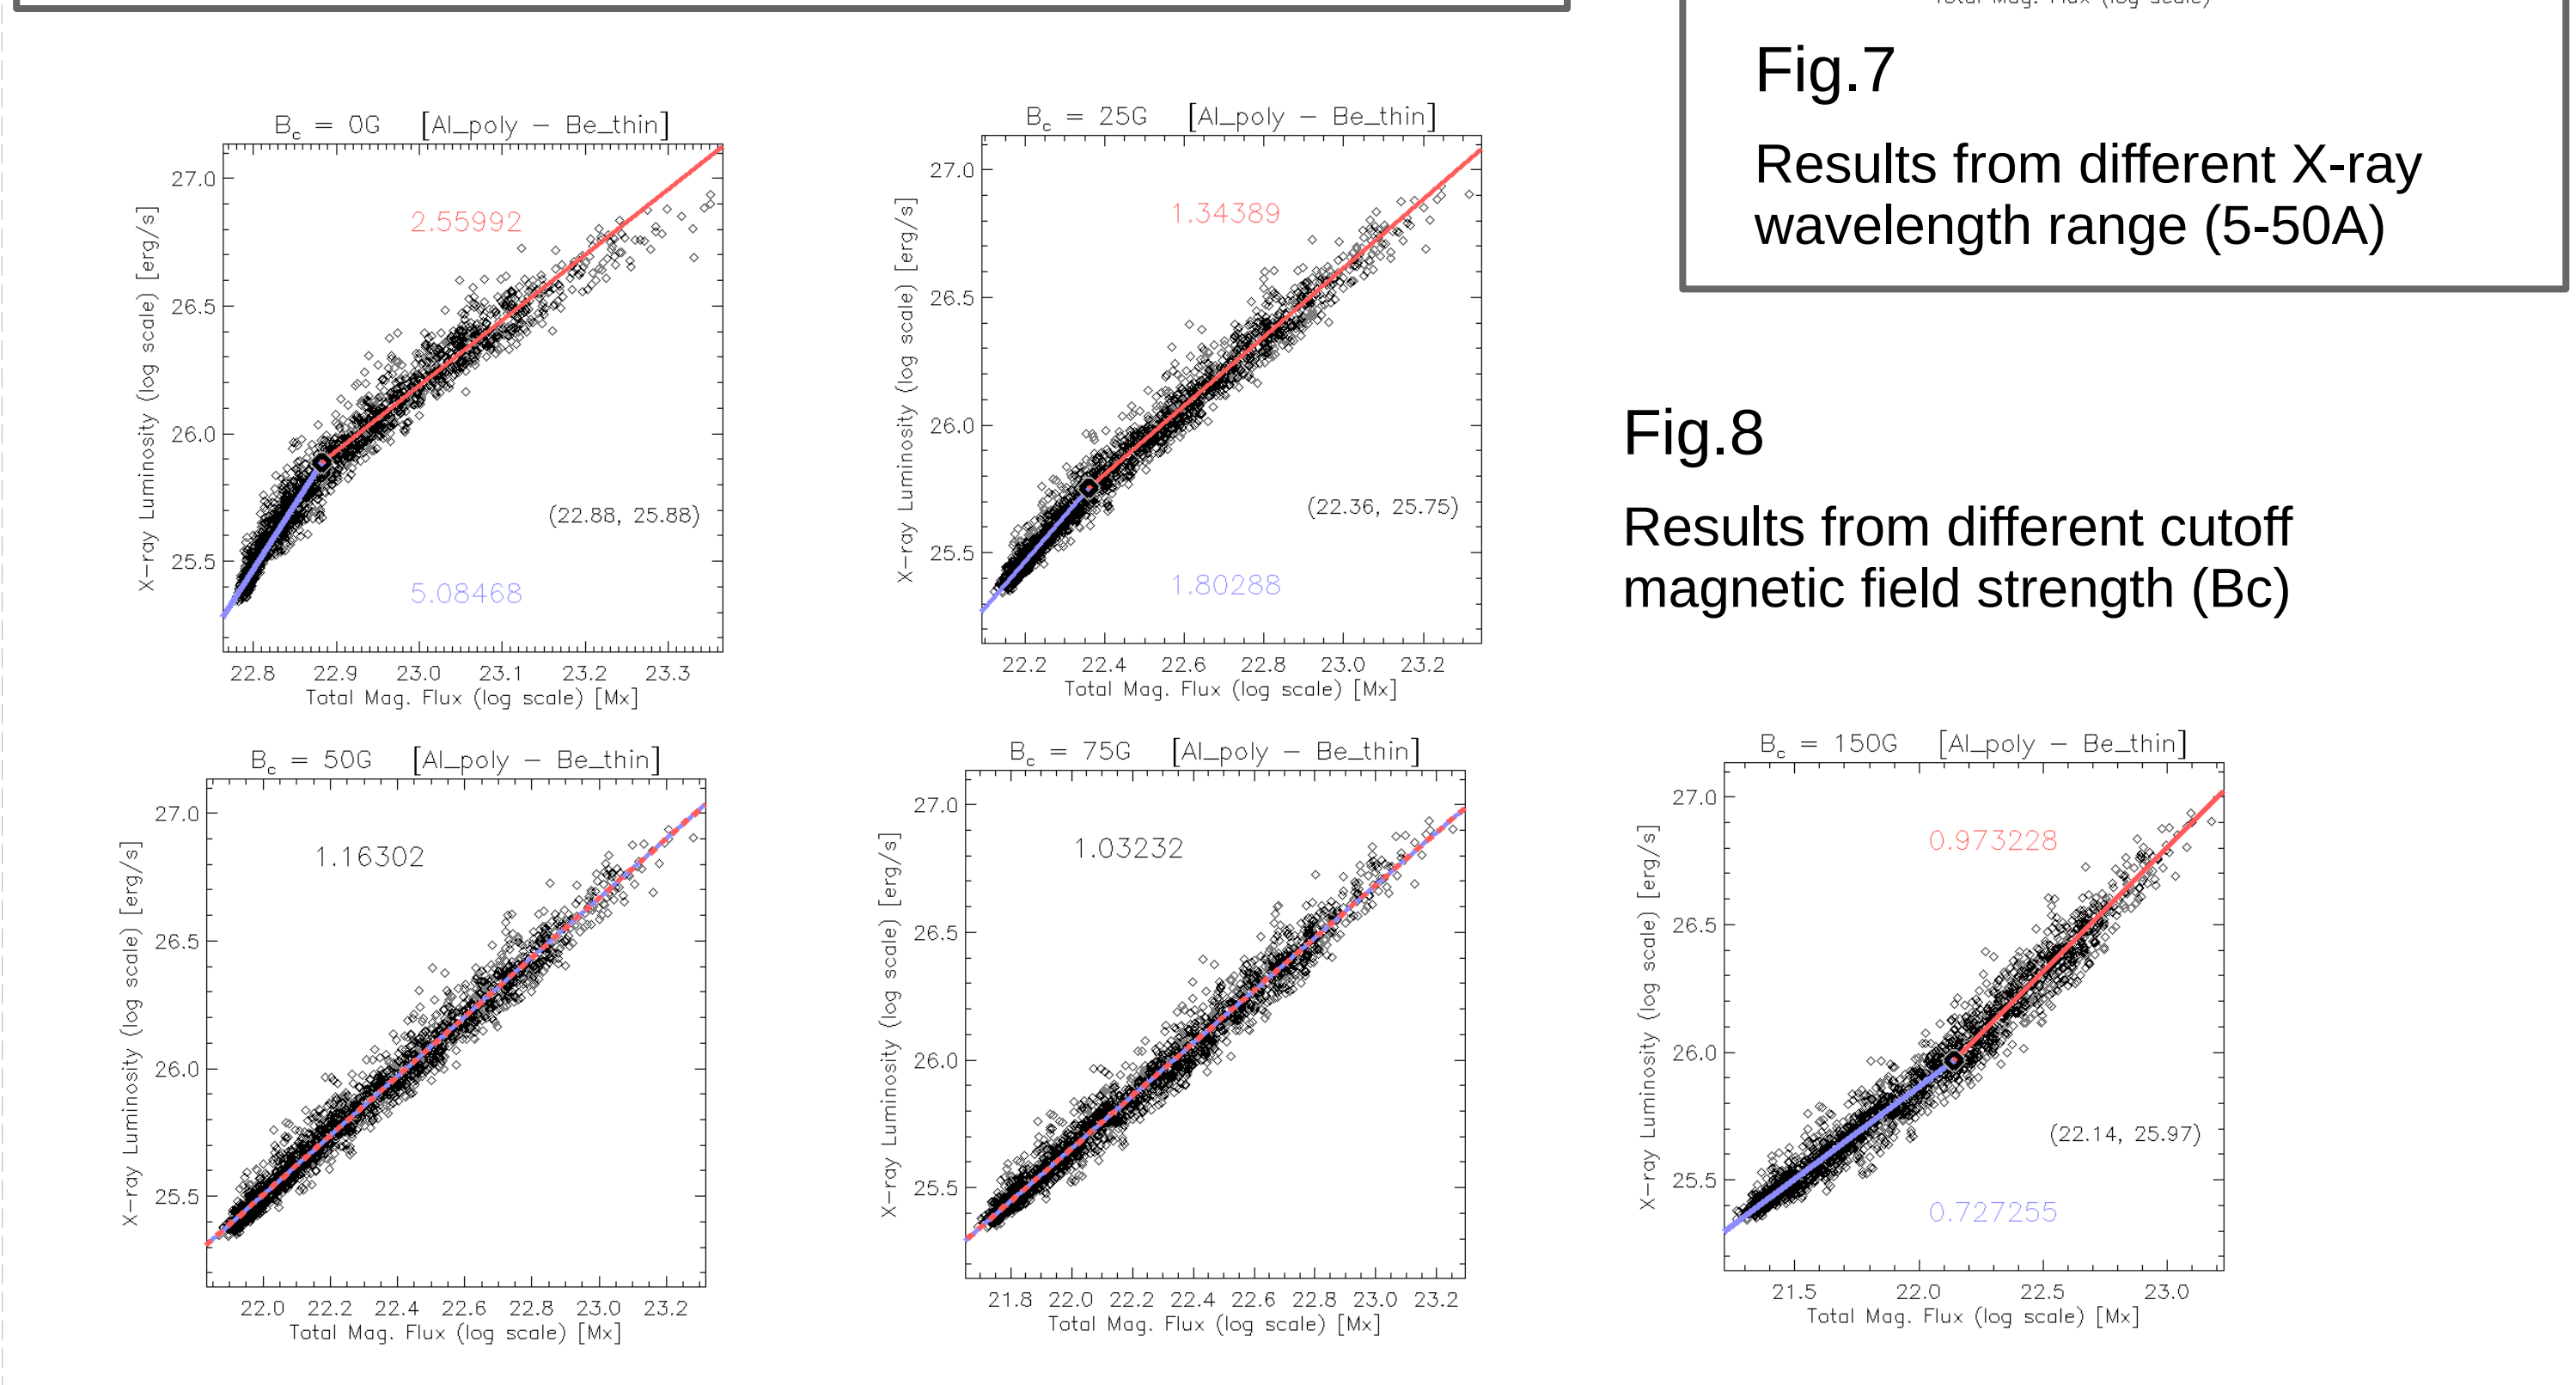 Total Mag. Flux (log scale)
Fig.7
Results from different X-ray
wavelength range (5-50A)
B_c = 0G [Al_poly − Be_thin]
X−ray Luminosity (log scale) [erg/s]
27.0
26.5
26.0
25.5
2.55992
(22.88, 25.88)
5.08468
22.8 22.9 23.0 23.1 23.2 23.3
Total Mag. Flux (log scale) [Mx]
B_c = 25G [Al_poly − Be_thin]
X−ray Luminosity (log scale) [erg/s]
27.0
26.5
26.0
25.5
1.34389
(22.36, 25.75)
1.80288
22.2 22.4 22.6 22.8 23.0 23.2
Total Mag. Flux (log scale) [Mx]
Fig.8
Results from different cutoff
magnetic field strength (Bc)
B_c = 50G [Al_poly − Be_thin]
X−ray Luminosity (log scale) [erg/s]
27.0
26.5
26.0
25.5
1.16302
22.0 22.2 22.4 22.6 22.8 23.0 23.2
Total Mag. Flux (log scale) [Mx]
B_c = 75G [Al_poly − Be_thin]
X−ray Luminosity (log scale) [erg/s]
27.0
26.5
26.0
25.5
1.03232
21.8 22.0 22.2 22.4 22.6 22.8 23.0 23.2
Total Mag. Flux (log scale) [Mx]
B_c = 150G [Al_poly − Be_thin]
X−ray Luminosity (log scale) [erg/s]
27.0
26.5
26.0
25.5
0.973228
(22.14, 25.97)
0.727255
21.5 22.0 22.5 23.0
Total Mag. Flux (log scale) [Mx]